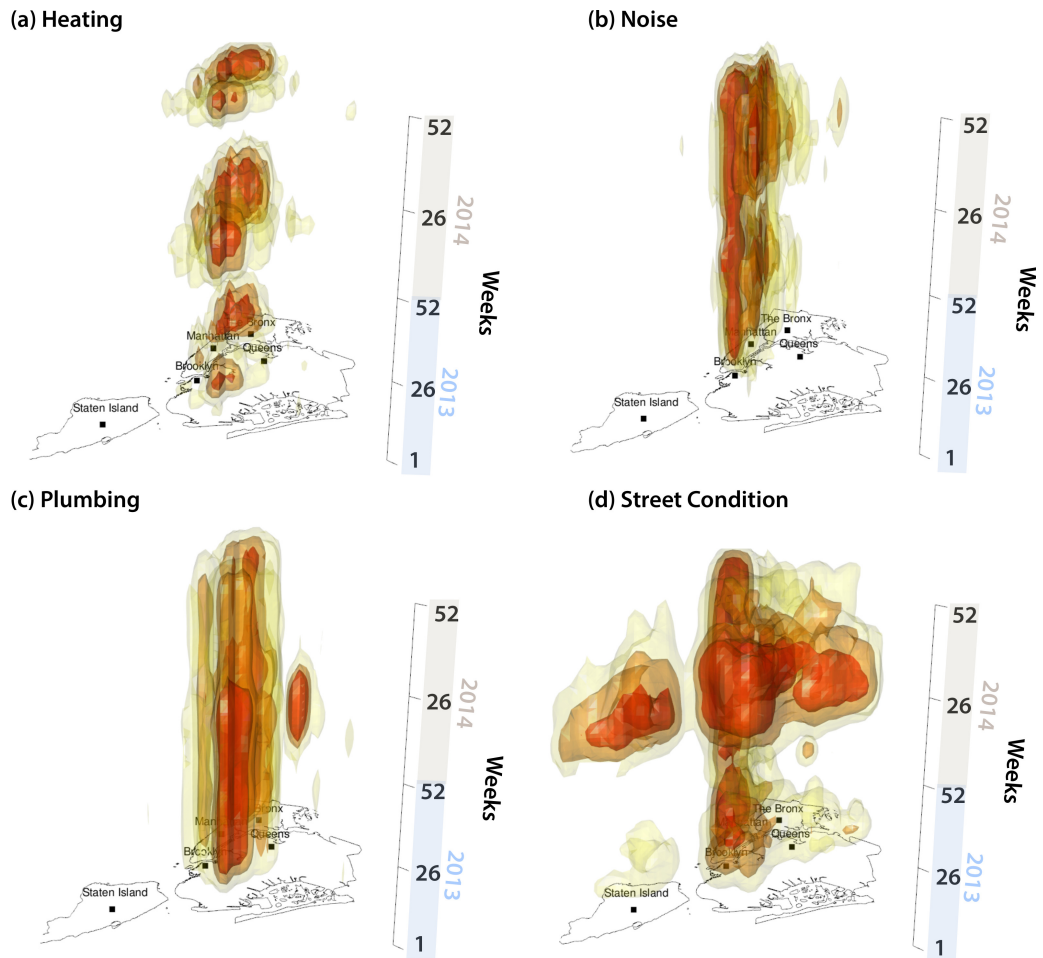 (a) Heating
(b) Noise
52
26
2014
52
26
2013
1
Weeks
Bronx
Manhattan
Queens
Brooklyn
Staten Island
52
26
2014
52
26
2013
1
Weeks
The Bronx
Manhattan
Queens
Brooklyn
Staten Island
(c) Plumbing
(d) Street Condition
52
26
2014
52
26
2013
1
Weeks
Bronx
Man
Queens
Brooklyn
Staten Island
52
26
2014
52
26
2013
1
Weeks
The Bronx
Queens
Brooklyn
Staten Island